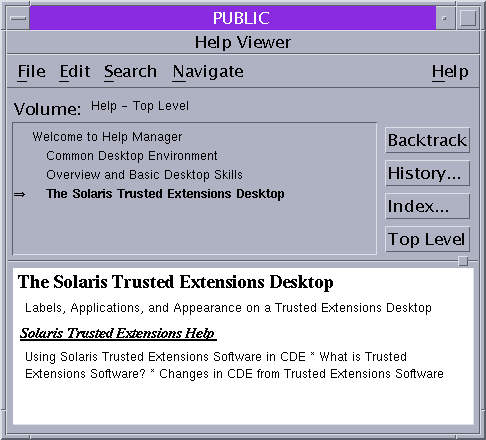 PUBLIC
Help Viewer
File Edit Search Navigate Help
Volume: Help - Top Level
Welcome to Help Manager
Common Desktop Environment
Overview and Basic Desktop Skills
⇒ The Solaris Trusted Extensions Desktop
Backtrack
History...
Index...
Top Level
The Solaris Trusted Extensions Desktop
Labels, Applications, and Appearance on a Trusted Extensions Desktop
Solaris Trusted Extensions Help
Using Solaris Trusted Extensions Software in CDE * What is Trusted
Extensions Software? * Changes in CDE from Trusted Extensions Software